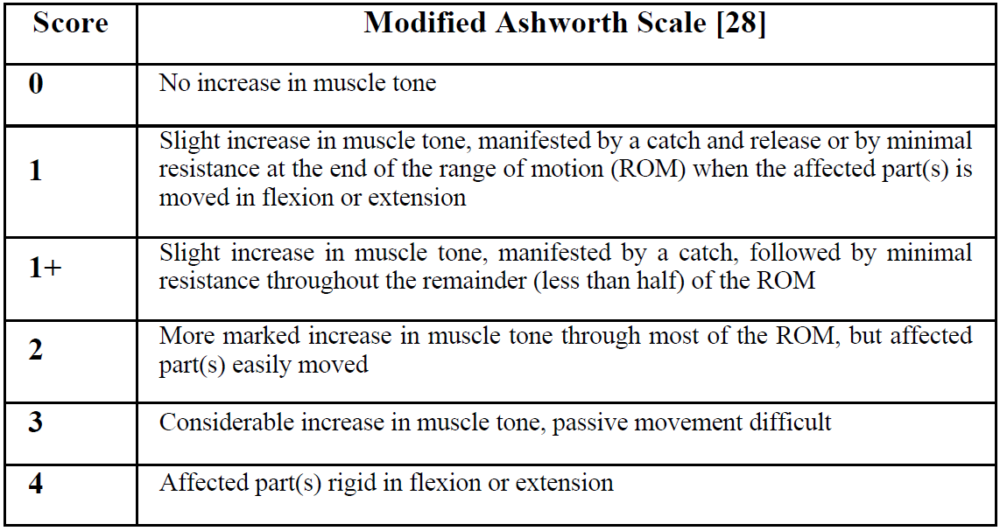 Score Modified Ashworth Scale [28]
0 No increase in muscle tone
Slight increase in muscle tone, manifested by a catch and release or by minimal
1 resistance at the end of the range of motion (ROM) when the affected part(s) is
moved in flexion or extension
1+ Slight increase in muscle tone, manifested by a catch, followed by minimal
resistance throughout the remainder (less than half) of the ROM
2 More marked increase in muscle tone through most of the ROM, but affected
part(s) easily moved
3 Considerable increase in muscle tone, passive movement difficult
4 Affected part(s) rigid in flexion or extension